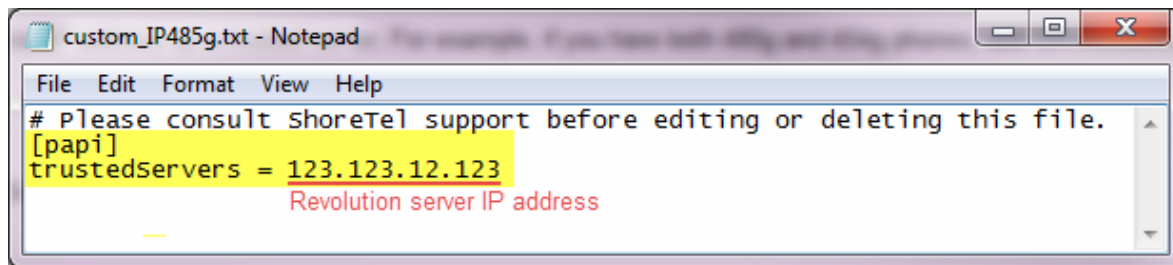 custom_IP485g.txt - Notepad
File Edit Format View Help
# Please consult ShoreTel support before editing or deleting this file.
[papi]
trustedServers = 123.123.12.123
Revolution server IP address